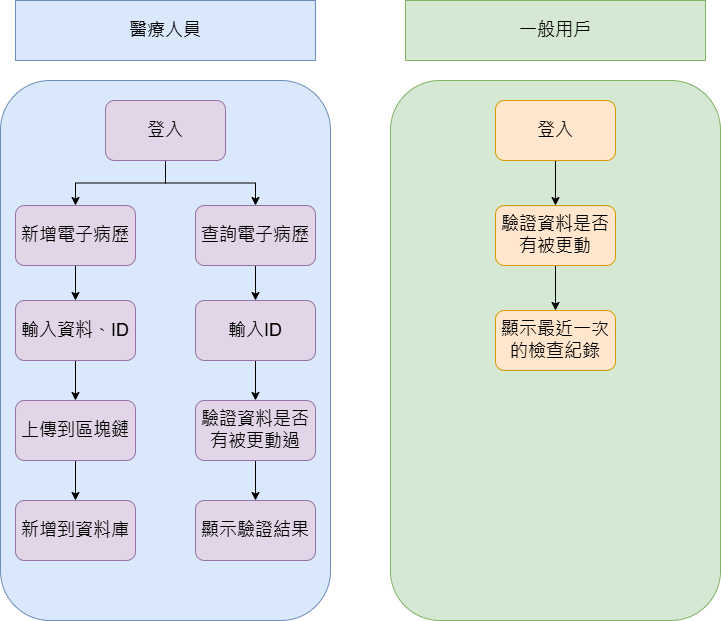 醫療人員
一般用戶
登入
新增電子病歷
查詢電子病歷
輸入資料、ID
輸入ID
上傳到區塊鏈
驗證資料是否
有被更動過
新增到資料庫
顯示驗證結果
登入
驗證資料是否
有被更動
顯示最近一次
的檢查紀錄